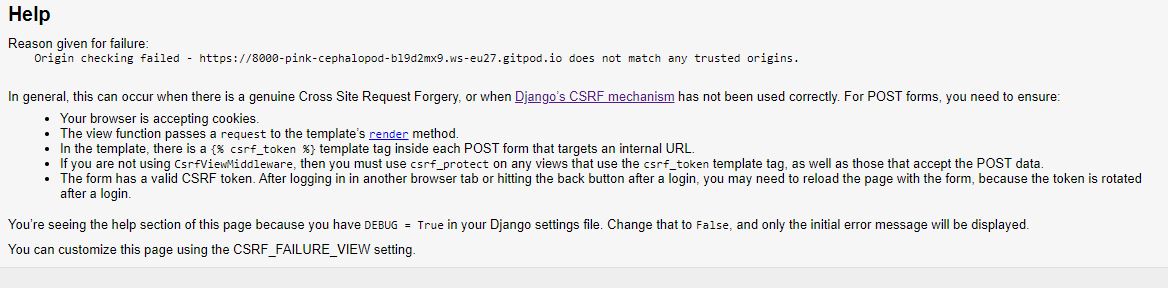 Help
Reason given for failure:
Origin checking failed - https://8000-pink-cephalopod-bl9d2mx9.ws-eu27.gitpod.io does not match any trusted origins.
In general, this can occur when there is a genuine Cross Site Request Forgery, or when Django's CSRF mechanism has not been used correctly. For POST forms, you need to ensure:
• Your browser is accepting cookies.
• The view function passes a request to the template's render method.
• In the template, there is a {% csrf_token %} template tag inside each POST form that targets an internal URL.
• If you are not using CsrfViewMiddleware, then you must use csrf_protect on any views that use the csrf_token template tag, as well as those that accept the POST data.
• The form has a valid CSRF token. After logging in in another browser tab or hitting the back button after a login, you may need to reload the page with the form, because the token is rotated
after a login.
You're seeing the help section of this page because you have DEBUG = True in your Django settings file. Change that to False, and only the initial error message will be displayed.
You can customize this page using the CSRF_FAILURE_VIEW setting.